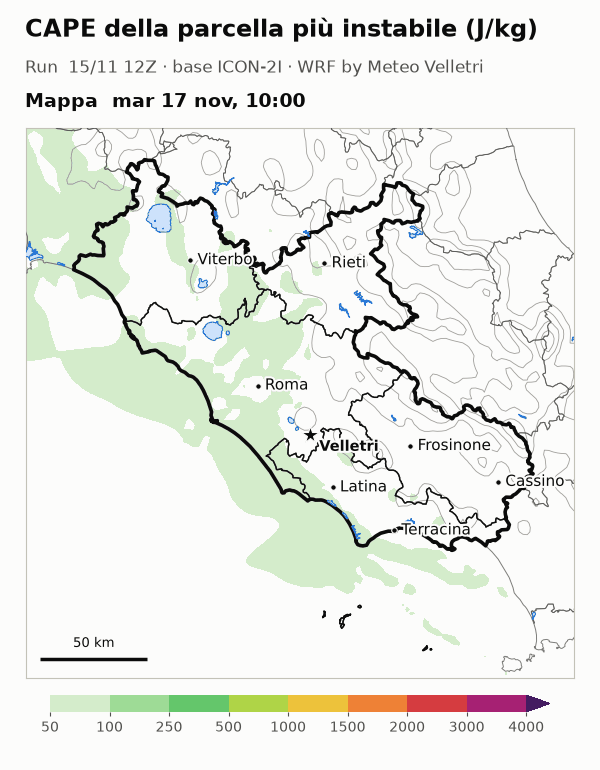 CAPE della parcella più instabile (J/kg)
Run  15/11 12Z · base ICON-2I · WRF by Meteo Velletri
Mappa  mar 17 nov, 10:00
Viterbo
Rieti
Roma
Velletri
Frosinone
Latina
Cassino
Terracina
50 km
50 100 250 500 1000 1500 2000 3000 4000